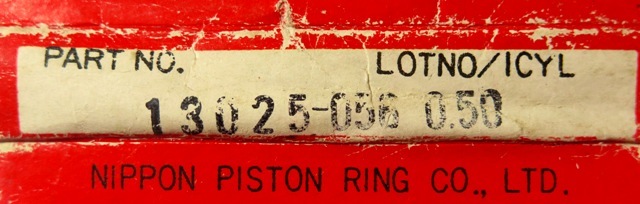 PART NO. LOTNO/ICYL
13025-056 0.50
NIPPON PISTON RING CO., LTD.